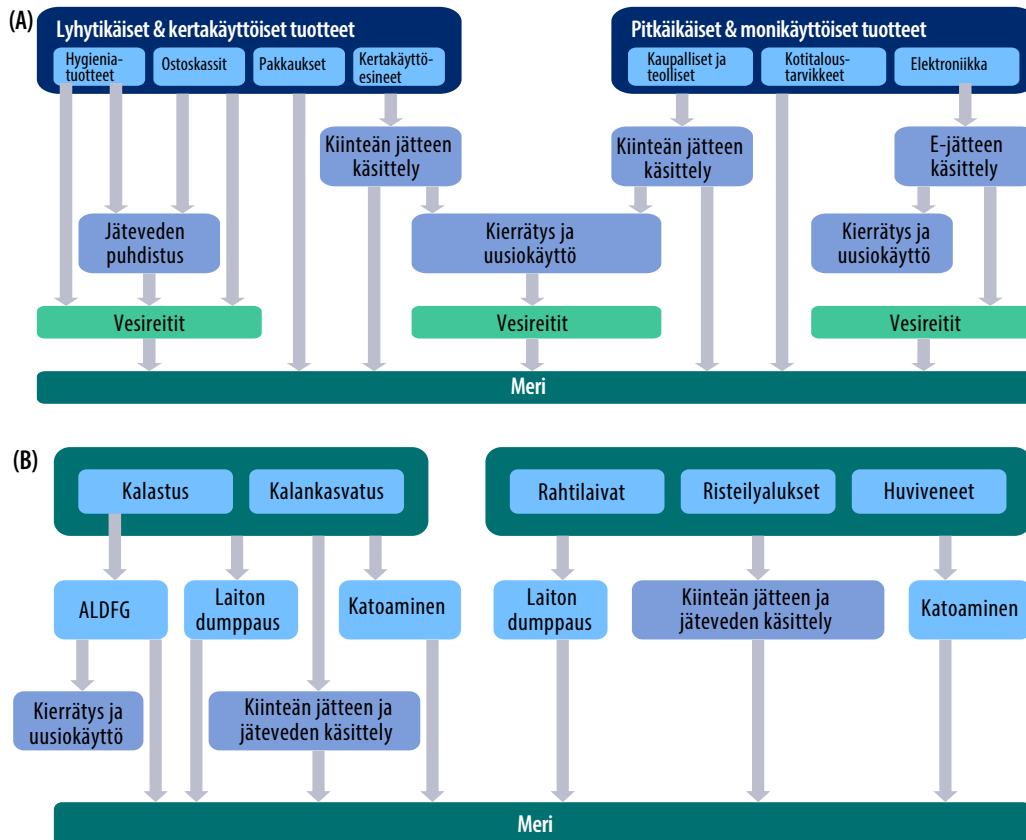 (A)
Lyhytikäiset & kertakäyttöiset tuotteet
Hygienia-
tuotteet
Ostoskassit
Pakkaukset
Kertakäyttö-
esineet
Pitkäikäiset & monikäyttöiset tuotteet
Kaupalliset ja
teolliset
Kotitalous-
tarvikkeet
Elektroniikka
Kiinteän jätteen
käsittely
Kiinteän jätteen
käsittely
E-jätteen
käsittely
Jäteveden
puhdistus
Kierrätys ja
uusiokäyttö
Kierrätys ja
uusiokäyttö
Vesireitit
Vesireitit
Vesireitit
Meri
(B)
Kalastus
Kalankasvatus
Rahtilaivat
Risteilyalukset
Huviveneet
ALDFG
Laiton
dumppaus
Katoaminen
Laiton
dumppaus
Kiinteän jätteen ja
jäteveden käsittely
Katoaminen
Kierrätys ja
uusiokäyttö
Kiinteän jätteen ja
jäteveden käsittely
Meri